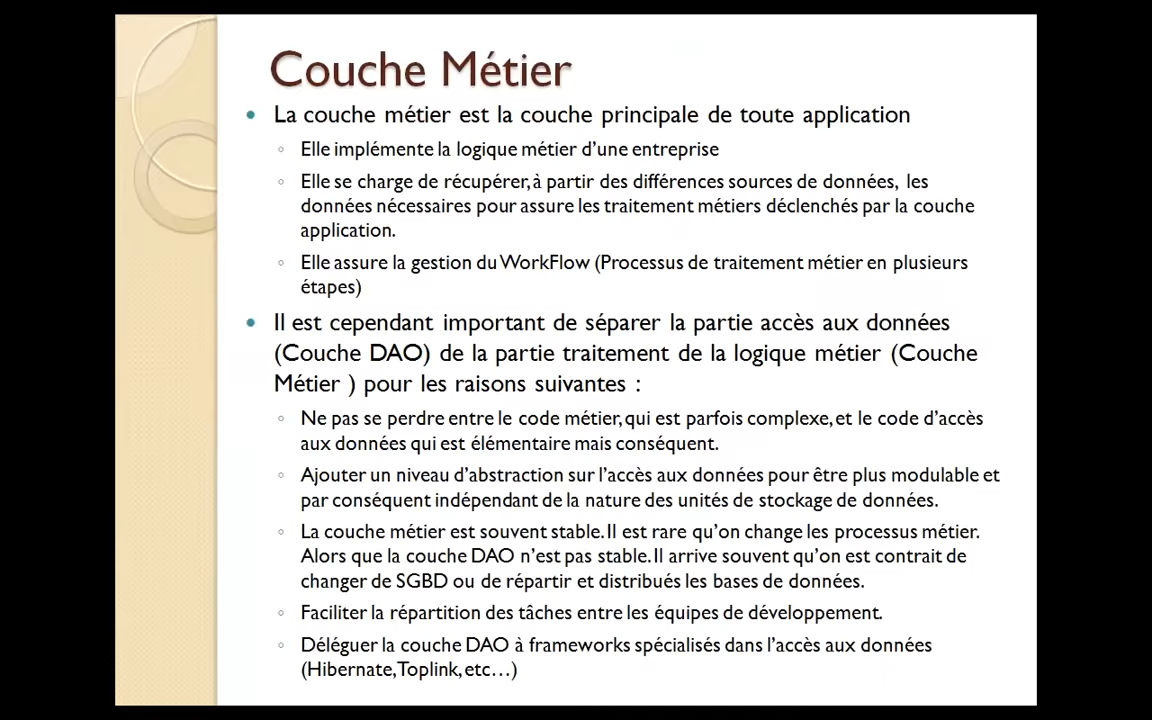 Couche Métier
La couche métier est la couche principale de toute application
Elle implémente la logique métier d’une entreprise
Elle se charge de récupérer, à partir des différences sources de données, les
données nécessaires pour assure les traitement métiers déclenchés par la couche
application.
Elle assure la gestion du WorkFlow (Processus de traitement métier en plusieurs
étapes)
Il est cependant important de séparer la partie accès aux données
(Couche DAO) de la partie traitement de la logique métier (Couche
Métier ) pour les raisons suivantes :
Ne pas se perdre entre le code métier, qui est parfois complexe, et le code d’accès
aux données qui est élémentaire mais conséquent.
Ajouter un niveau d’abstraction sur l’accès aux données pour être plus modulable et
par conséquent indépendant de la nature des unités de stockage de données.
La couche métier est souvent stable. Il est rare qu’on change les processus métier.
Alors que la couche DAO n’est pas stable. Il arrive souvent qu’on est contrait de
changer de SGBD ou de répartir et distribués les bases de données.
Faciliter la répartition des tâches entre les équipes de développement.
Déléguer la couche DAO à frameworks spécialisés dans l’accès aux données
(Hibernate, Toplink, etc…)